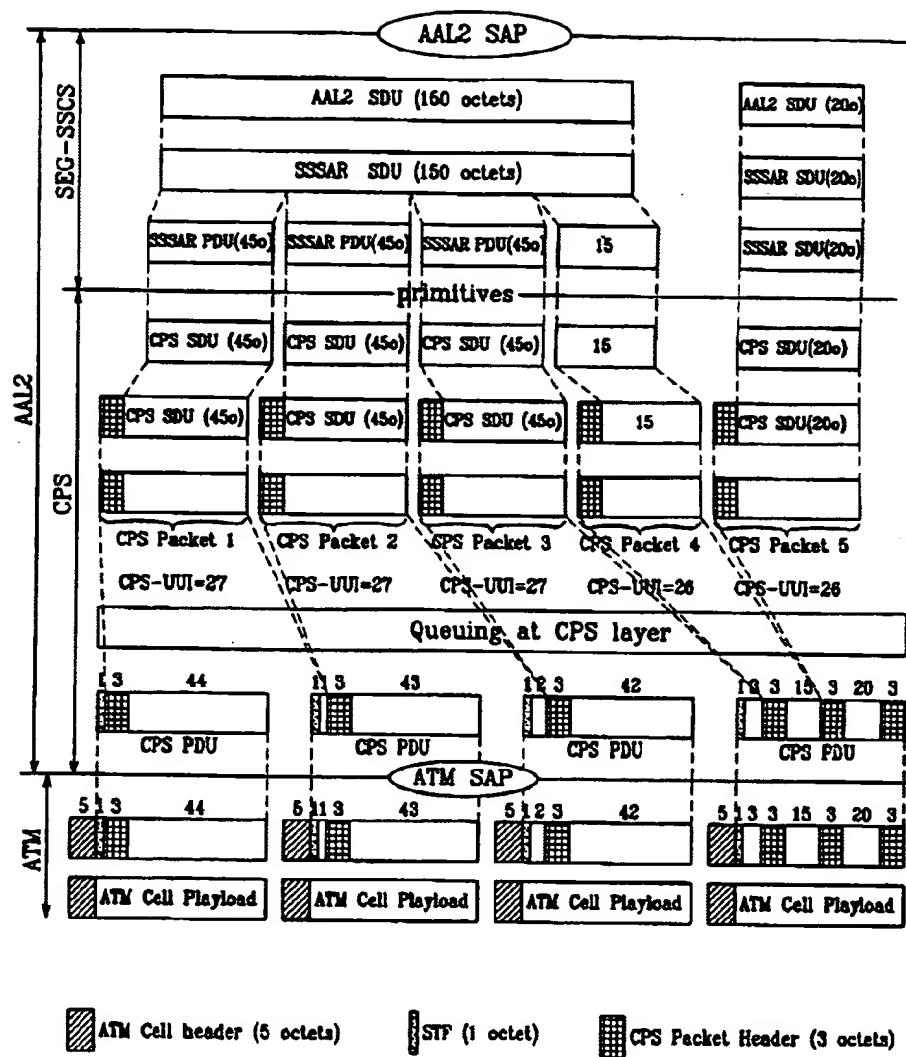 AAL2 SAP
AAL2 SDU (150 octets)
AAL2 SDU (20o)
SEG-SSCS
SSSAR SDU (150 octets)
SSSAR SDU(20o)
SSSAR PDU(45o) SSSAR PDU(45o) SSSAR PDU(45o) 15 SSSAR SDU(20o)
primitives
CPS SDU (45o) CPS SDU (45o) CPS SDU (45o) 15 CPS SDU(20o)
AAL2
CPS
CPS SDU (45o) CPS SDU (45o) CPS SDU (45o) 15 CPS SDU(20o)
CPS Packet 1 CPS Packet 2 CPS Packet 3 CPS Packet 4 CPS Packet 5
CPS-UUI=27 CPS-UUI=27 CPS-UUI=27 CPS-UUI=26 CPS-UUI=26
Queuing at CPS layer
1 3 44 1 1 3 43 1 2 3 42 1 3 3 15 3 20 3
CPS PDU CPS PDU CPS PDU CPS PDU
ATM SAP
ATM
5 1 3 44 5 1 1 3 43 5 1 2 3 42 5 1 3 3 15 3 20 3
ATM Cell Playload ATM Cell Playload ATM Cell Playload ATM Cell Playload
ATM Cell header (5 octets) STF (1 octet) CPS Packet Header (3 octets)